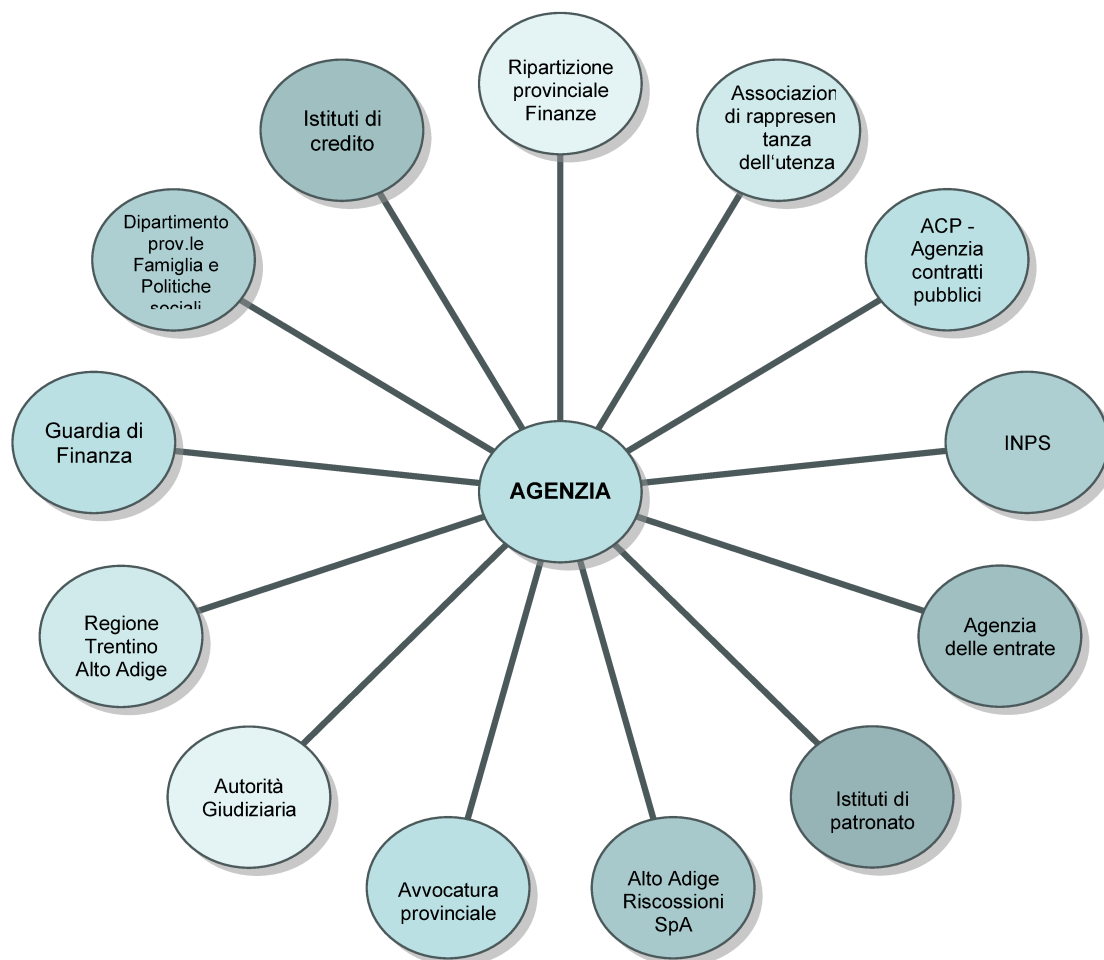 Ripartizione
provinciale
Finanze
Associazion
di rappresen
tanza
dell'utenza
ACP -
Agenzia
contratti
pubblici
INPS
Agenzia
delle entrate
Istituti di
patronato
Alto Adige
Riscossioni
SpA
Avvocatura
provinciale
Autorità
Giudiziaria
Regione
Trentino
Alto Adige
Guardia di
Finanza
Dipartimento
prov.le
Famiglia e
Politiche
sociali
Istituti di
credito
AGENZIA